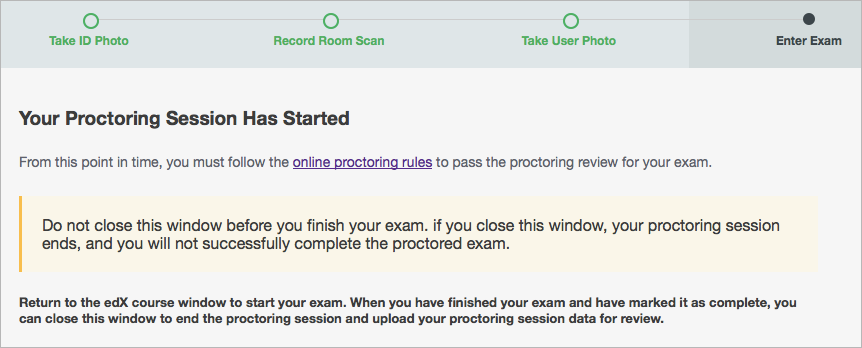 Take ID Photo
Record Room Scan
Take User Photo
Enter Exam
Your Proctoring Session Has Started
From this point in time, you must follow the online proctoring rules to pass the proctoring review for your exam.
Do not close this window before you finish your exam. if you close this window, your proctoring session
ends, and you will not successfully complete the proctored exam.
Return to the edX course window to start your exam. When you have finished your exam and have marked it as complete, you
can close this window to end the proctoring session and upload your proctoring session data for review.